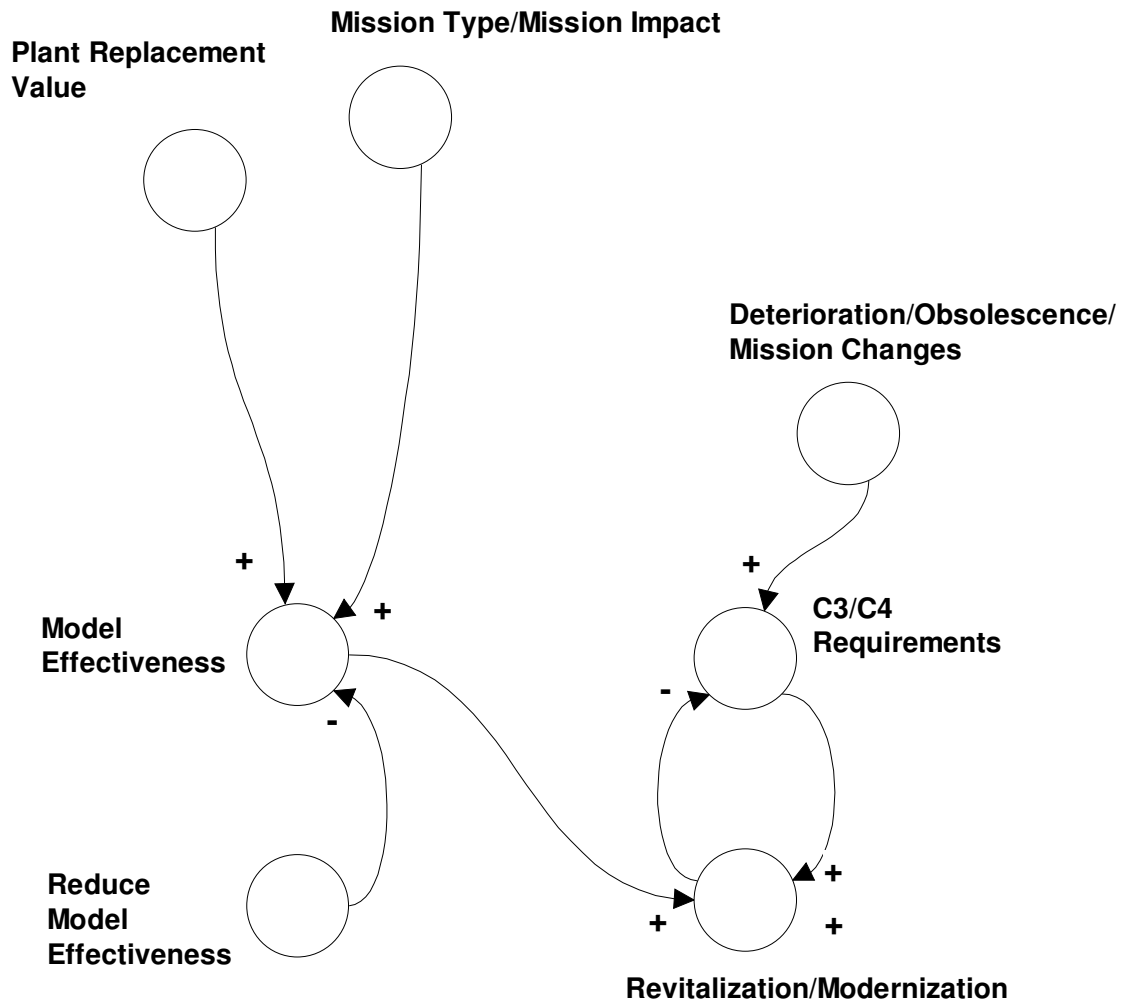 Mission Type/Mission Impact
Plant Replacement
Value
Deterioration/Obsolescence/
Mission Changes
+
+
+
C3/C4
Requirements
Model
Effectiveness
-
-
+
Reduce
Model
Effectiveness
+
+
Revitalization/Modernization